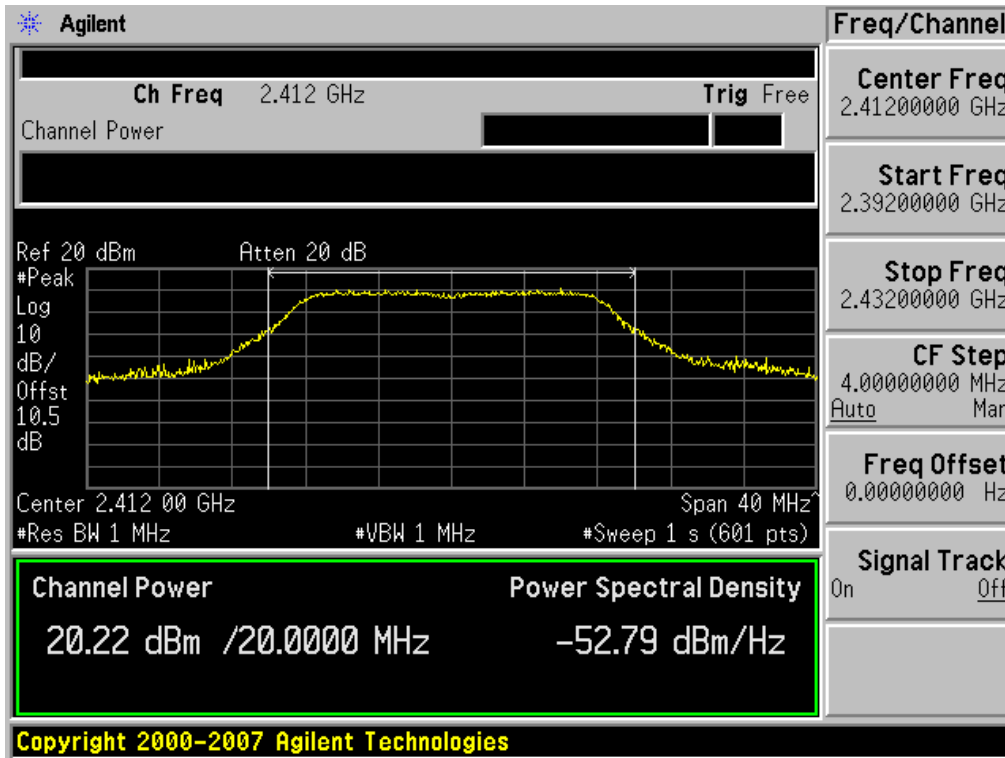 Agilent
Freq/Channel
Ch Freq 2.412 GHz Trig Free
Channel Power
Center Freq
2.41200000 GHz
Start Freq
2.39200000 GHz
Stop Freq
2.43200000 GHz
CF Step
4.00000000 MHz
Auto Man
Freq Offset
0.00000000 Hz
Signal Track
On Off
Ref 20 dBm Atten 20 dB
#Peak
Log
10
dB/
Offst
10.5
dB
Center 2.412 00 GHz Span 40 MHz^
#Res BW 1 MHz #VBW 1 MHz #Sweep 1 s (601 pts)
Channel Power Power Spectral Density
20.22 dBm /20.0000 MHz -52.79 dBm/Hz
Copyright 2000-2007 Agilent Technologies